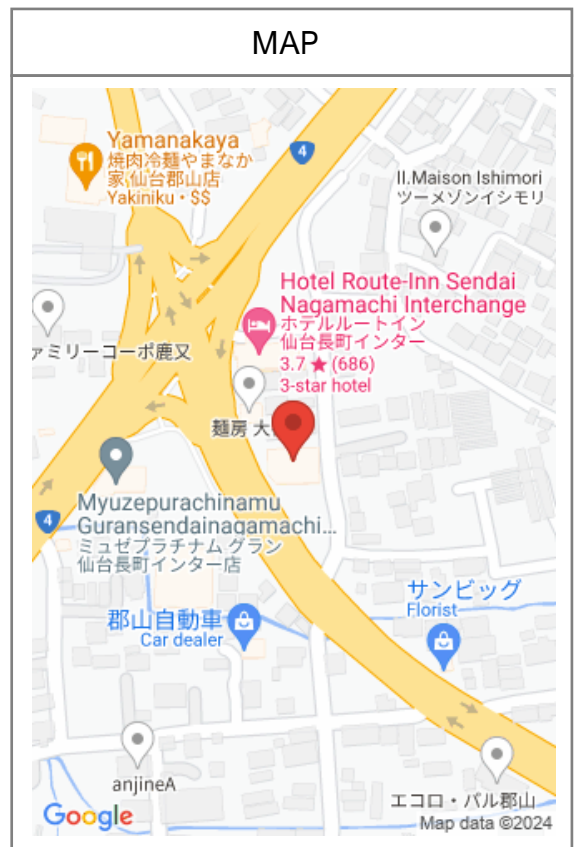 MAP
Yamanakaya
焼肉冷麺やまなか
家 仙台郡山店
Yakiniku・$$
4
II.Maison Ishimori
ツーメゾンイシモリ
Hotel Route-Inn Sendai
Nagamachi Interchange
ホテルルートイン
仙台長町インター
3.7 ★ (686)
3-star hotel
ァミリーコーポ鹿又
麺房 大
Myuzepurachinamu
Guransendainagamachi...
ミュゼプラチナム グラン
仙台長町インター店
4
サンビッグ
Florist
郡山自動車
Car dealer
anjineA
エコロ・パル郡山
Google
Map data ©2024